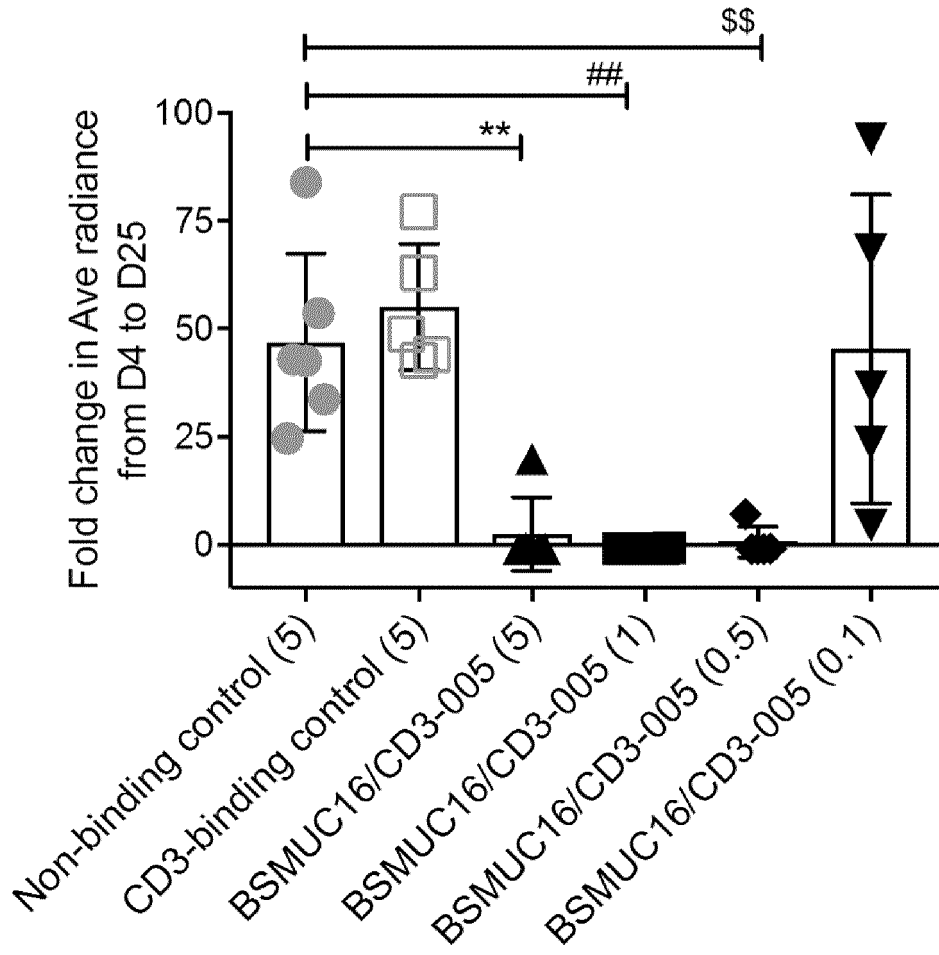 $$
##
**
Fold change in Ave radiance
from D4 to D25
100
75
50
25
0
Non-binding control (5)
CD3-binding control (5)
BSMUC16/CD3-005 (5)
BSMUC16/CD3-005 (1)
BSMUC16/CD3-005 (0.5)
BSMUC16/CD3-005 (0.1)